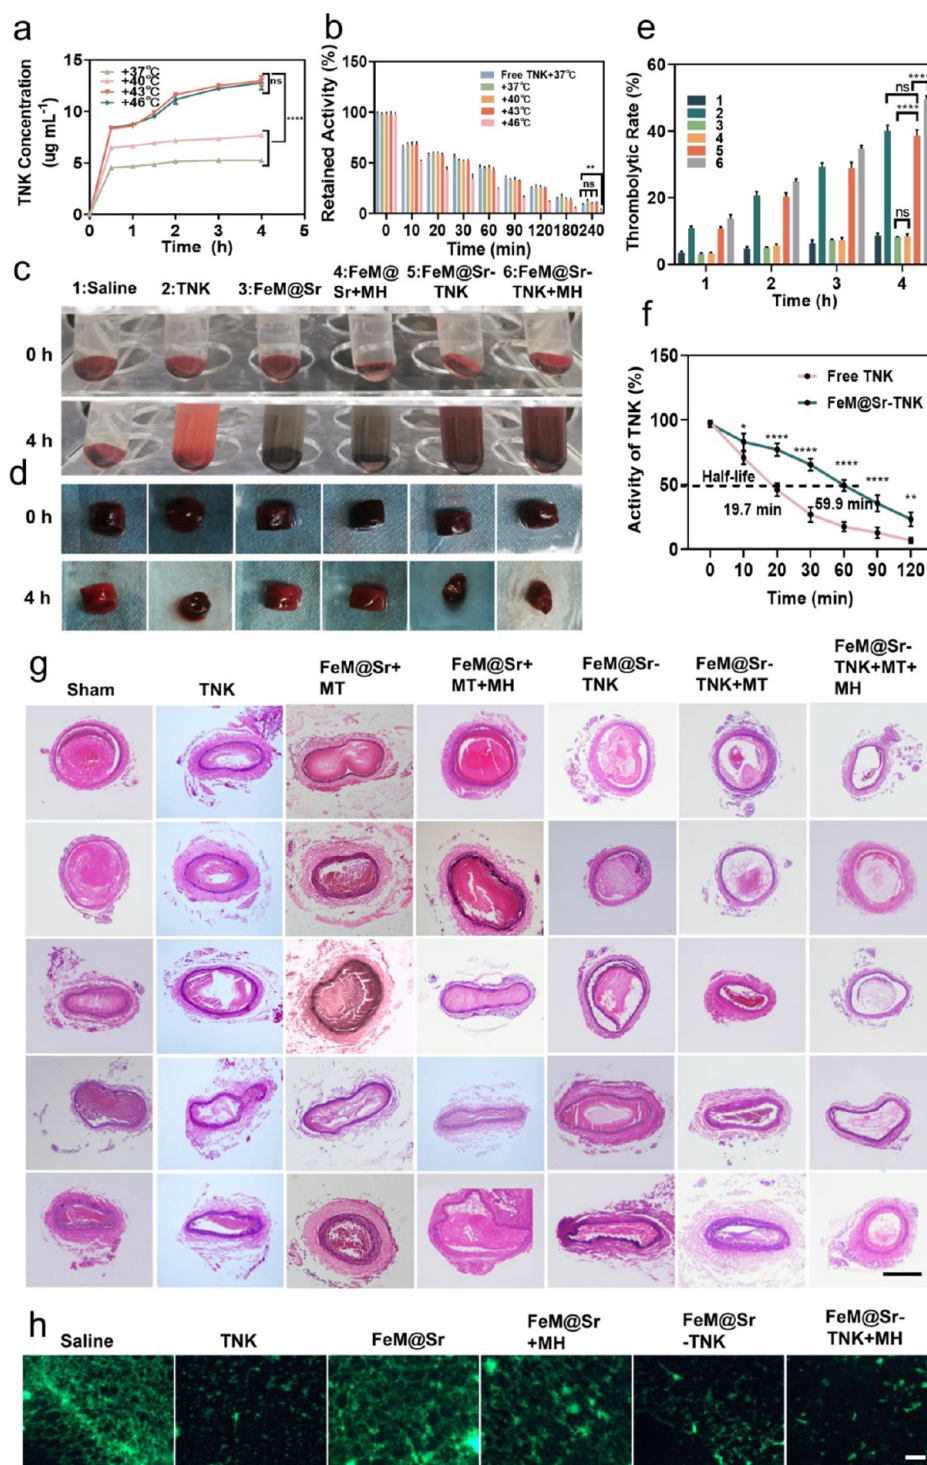 a
TNK Concentration
(ug mL⁻¹)
15
10
5
0
+37℃
+40℃
+43℃
+46℃
ns
****
0 1 2 3 4 5
Time (h)
b
Retained Activity (%)
150
100
50
0
Free TNK+37℃
+37℃
+40℃
+43℃
+46℃
**
ns
0 10 20 30 60 90 120 180 240
Time (min)
e
Thrombolytic Rate (%)
60
40
20
0
1
2
3
4
5
6
ns
****
****
ns
1 2 3 4
Time (h)
c
1:Saline
2:TNK
3:FeM@Sr
4:FeM@
Sr+MH
5:FeM@Sr-
TNK
6:FeM@Sr-
TNK+MH
0 h
4 h
d
0 h
4 h
f
Activity of TNK (%)
150
100
50
0
Free TNK
FeM@Sr-TNK
* **** **** **** **** **
Half-life
19.7 min
59.9 min
0 10 20 30 60 90 120
Time (min)
g
Sham
TNK
FeM@Sr+
MT
FeM@Sr+
MT+MH
FeM@Sr-
TNK
FeM@Sr-
TNK+MT
FeM@Sr-
TNK+MT+
MH
h
Saline
TNK
FeM@Sr
FeM@Sr
+MH
FeM@Sr
-TNK
FeM@Sr-
TNK+MH